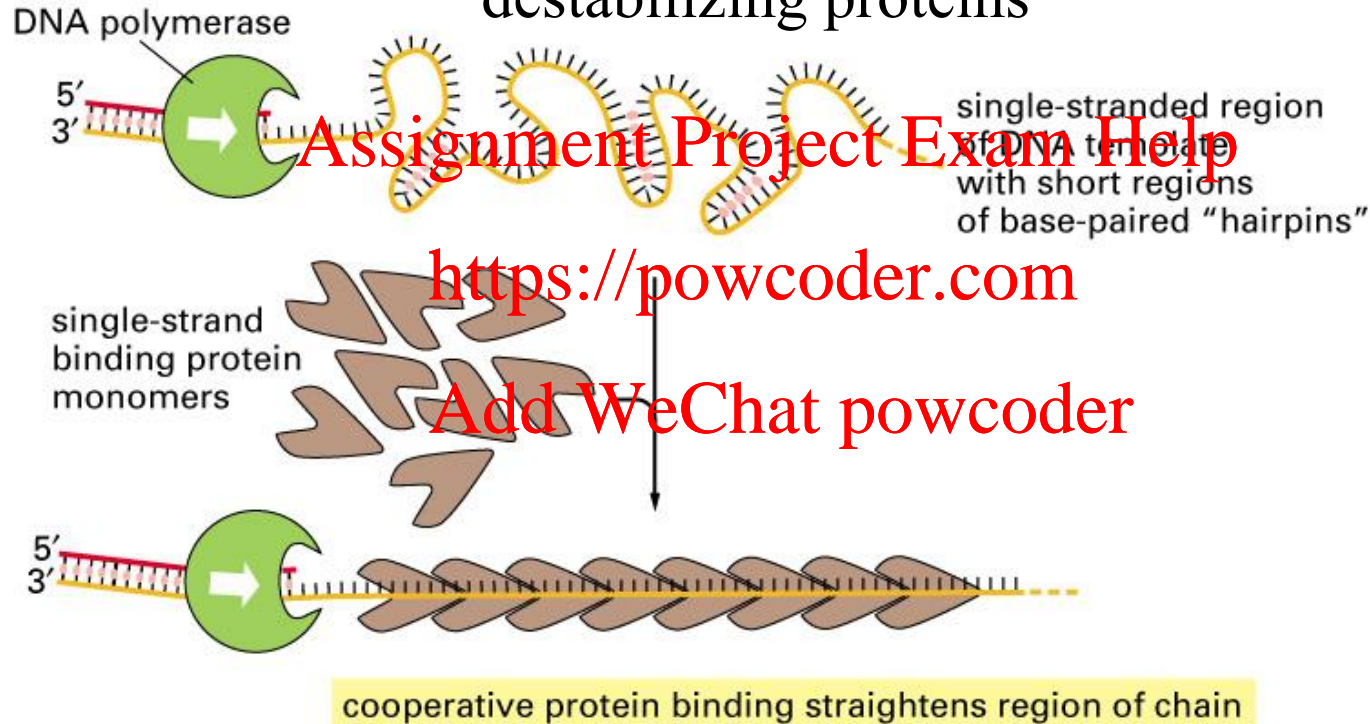 destabilizing proteins
DNA polymerase
5′
3′
single-stranded region
of DNA template
with short regions
of base-paired “hairpins”
Assignment Project Exam Help
https://powcoder.com
single-strand
binding protein
monomers
Add WeChat powcoder
5′
3′
cooperative protein binding straightens region of chain